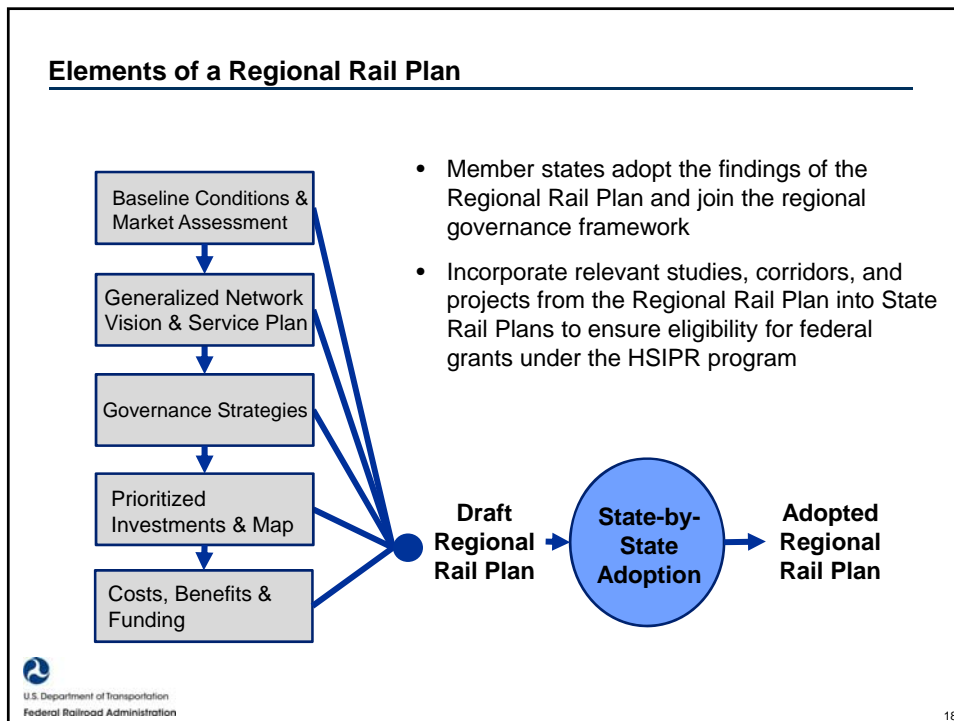 Elements of a Regional Rail Plan
Baseline Conditions &
Market Assessment
Generalized Network
Vision & Service Plan
Governance Strategies
Prioritized
Investments & Map
Costs, Benefits &
Funding
• Member states adopt the findings of the
Regional Rail Plan and join the regional
governance framework
• Incorporate relevant studies, corridors, and
projects from the Regional Rail Plan into State
Rail Plans to ensure eligibility for federal
grants under the HSIPR program
Draft
Regional
Rail Plan
State-by-
State
Adoption
Adopted
Regional
Rail Plan
U.S. Department of Transportation
Federal Railroad Administration
18